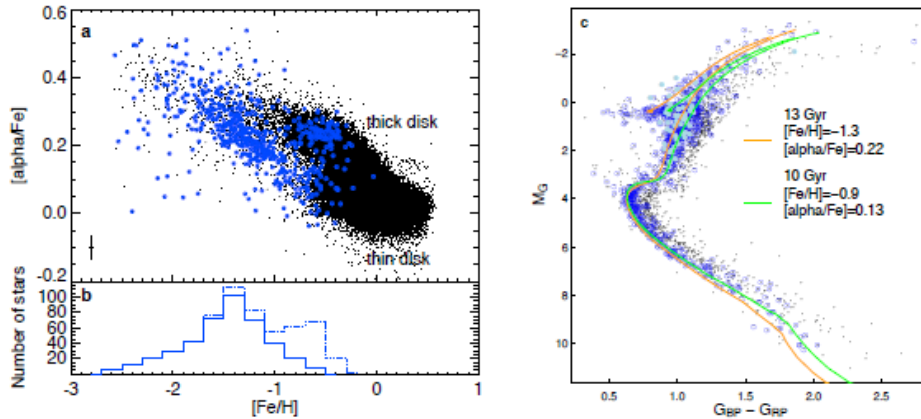 a
0.6
0.4
0.2
0.0
-0.2
[alpha/Fe]
thick disk
thin disk
b
100
80
60
40
20
Number of stars
-3
-2
-1
0
1
[Fe/H]
c
-2
0
2
4
6
8
10
M_G
13 Gyr
[Fe/H]=-1.3
[alpha/Fe]=0.22
10 Gyr
[Fe/H]=-0.9
[alpha/Fe]=0.13
0.5
1.0
1.5
2.0
2.5
G_BP − G_RP